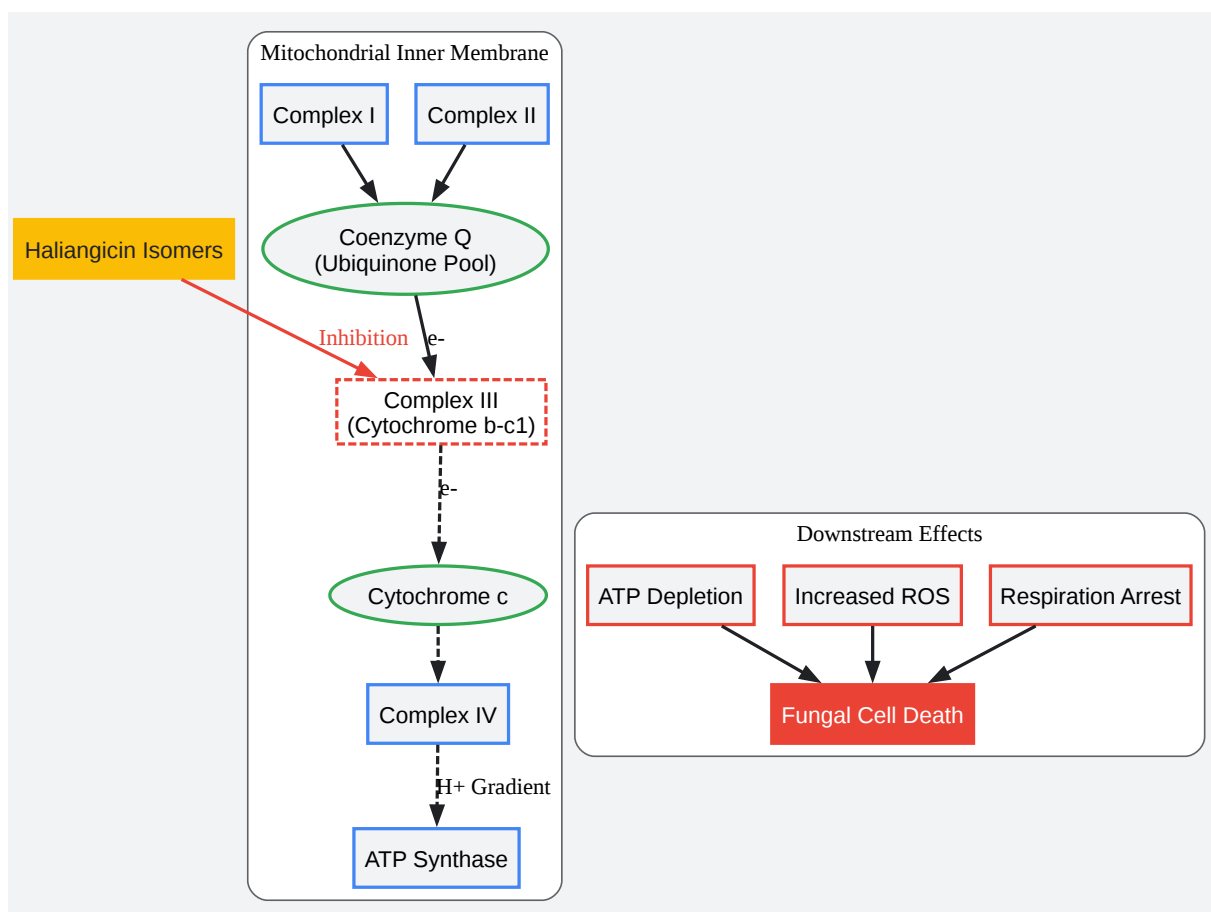 Mitochondrial Inner Membrane
Complex I
Complex II
Coenzyme Q
(Ubiquinone Pool)
Haliangicin Isomers
Inhibition
e-
Complex III
(Cytochrome b-c1)
e-
Cytochrome c
Complex IV
H+ Gradient
ATP Synthase
Downstream Effects
ATP Depletion
Increased ROS
Respiration Arrest
Fungal Cell Death